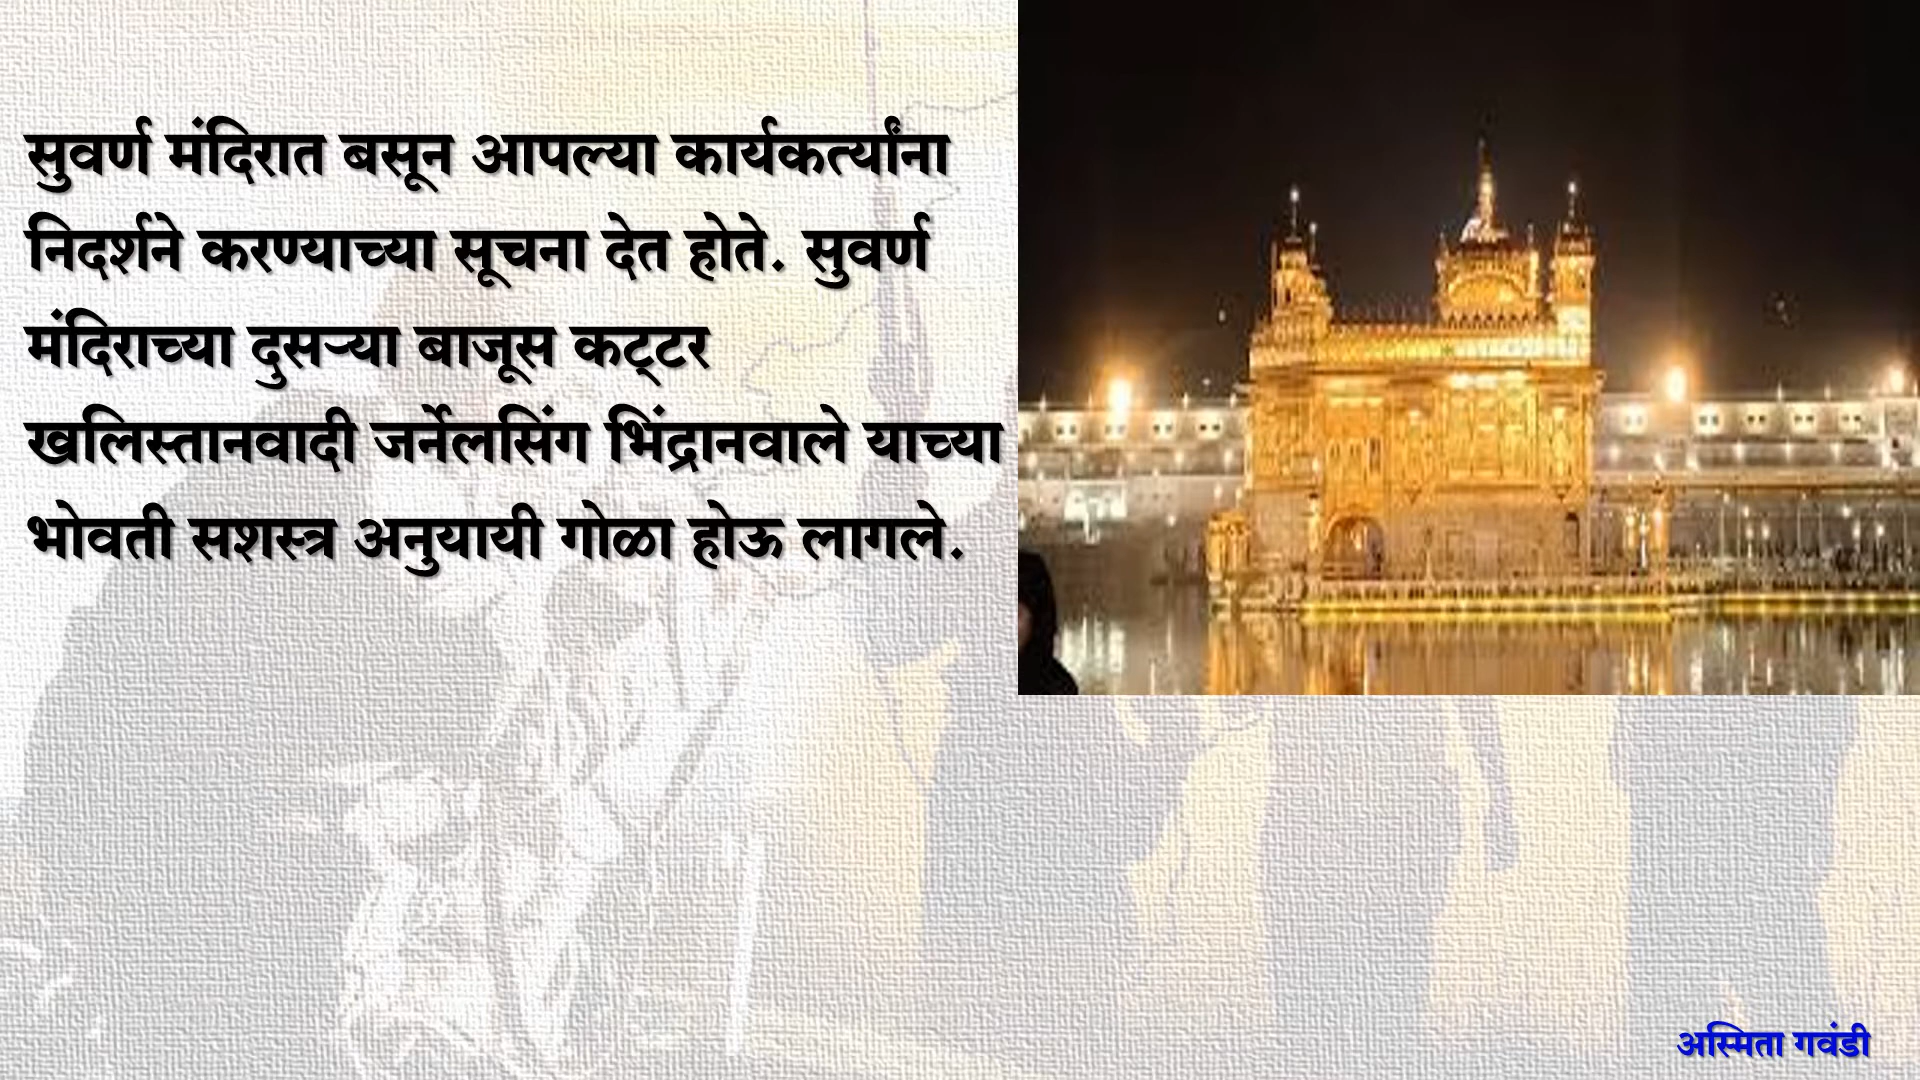 सुवर्ण मंदिरात बसून आपल्या कार्यकर्त्यांना
निदर्शने करण्याच्या सूचना देत होते. सुवर्ण
मंदिराच्या दुसऱ्या बाजूस कट्टर
खलिस्तानवादी जर्नेलसिंग भिंद्रानवाले याच्या
भोवती सशस्त्र अनुयायी गोळा होऊ लागले.
अस्मिता गवंडी